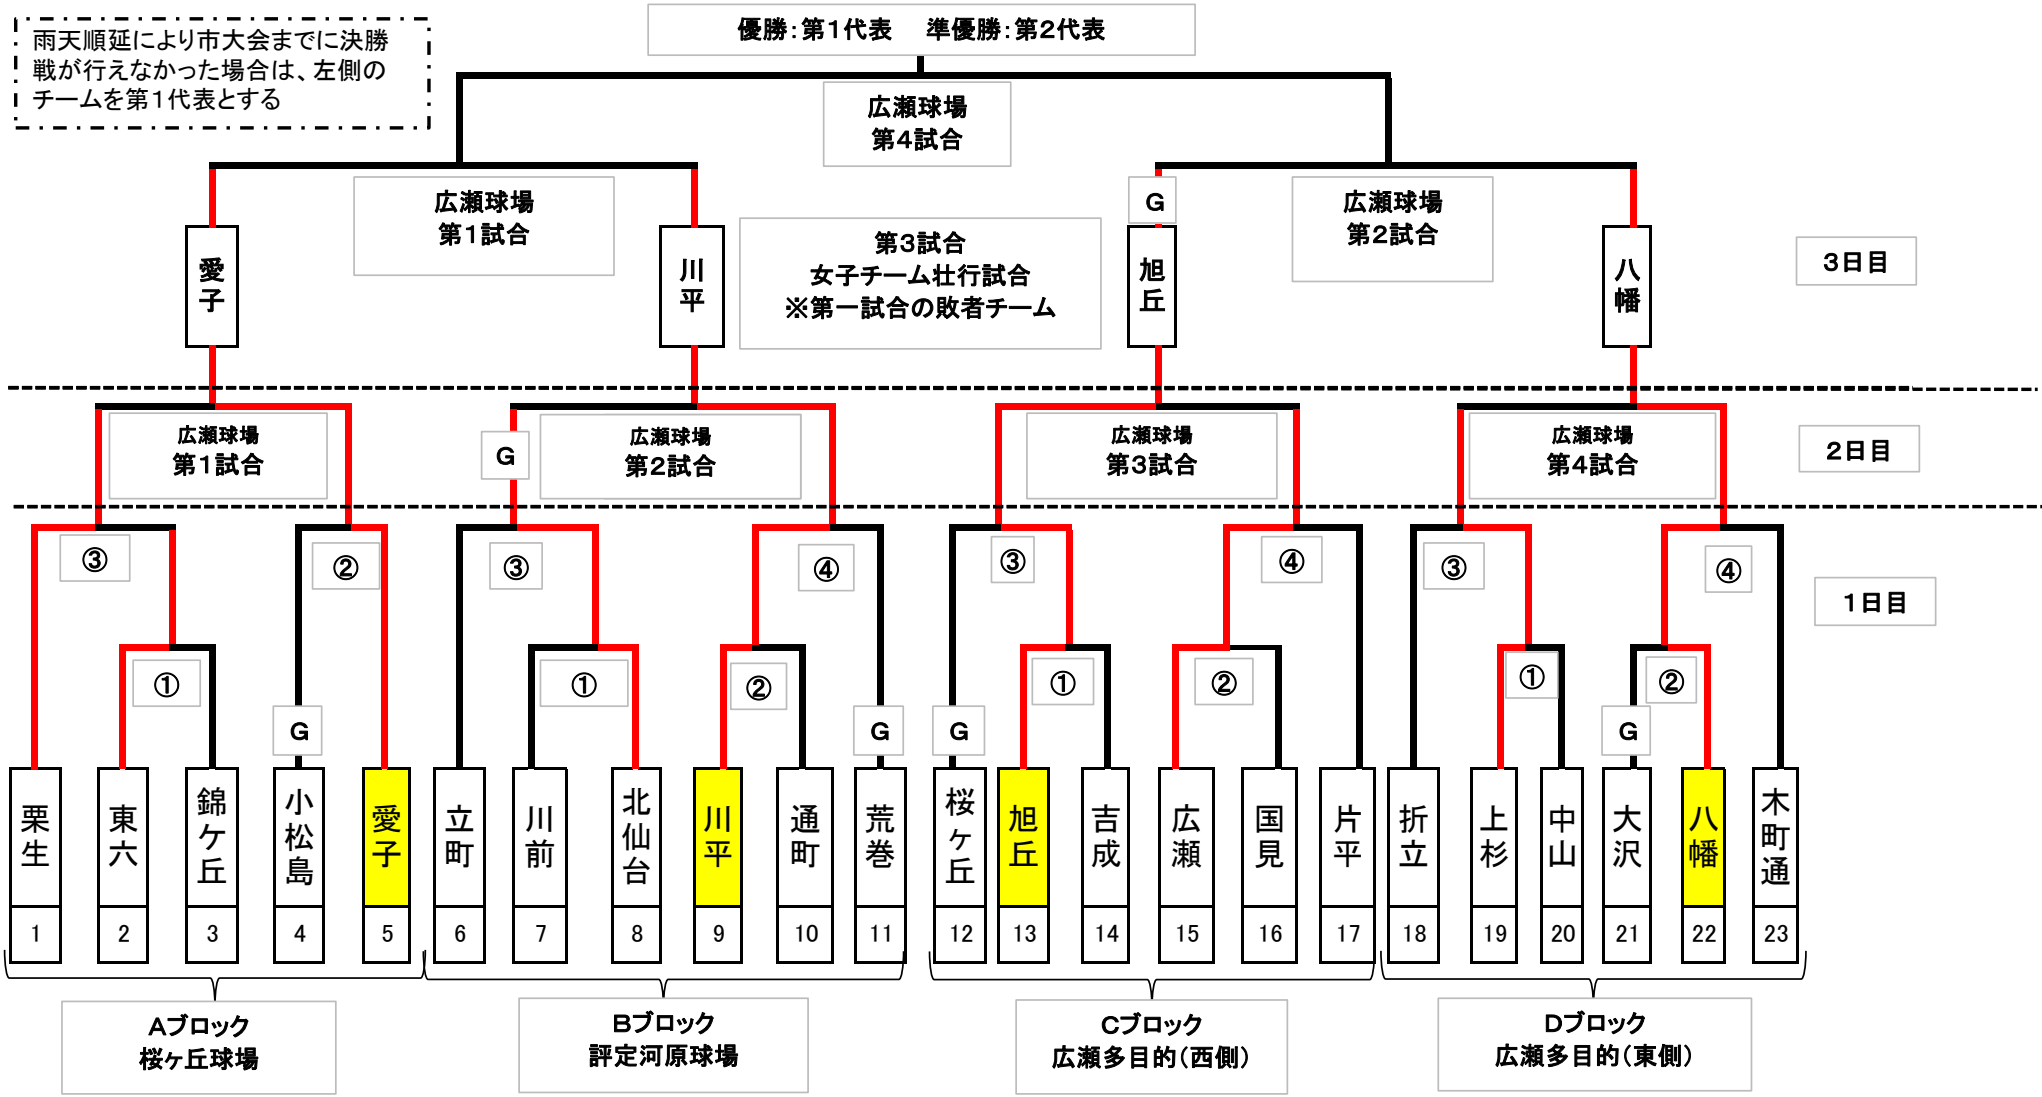 優勝：第１代表　準優勝：第２代表
雨天順延により市大会までに決勝
戦が行えなかった場合は、左側の
チームを第１代表とする
広瀬球場
第４試合
広瀬球場
第１試合
G
広瀬球場
第２試合
第３試合
女子チーム壮行試合
※第一試合の敗者チーム
愛子
川平
旭丘
八幡
３日目
広瀬球場
第１試合
G
広瀬球場
第２試合
広瀬球場
第３試合
広瀬球場
第４試合
２日目
③
②
③
④
③
④
③
④
１日目
①
①
②
①
②
①
②
G
G
G
G
栗生
東六
錦ケ丘
小松島
愛子
立町
川前
北仙台
川平
通町
荒巻
桜ヶ丘
旭丘
吉成
広瀬
国見
片平
折立
上杉
中山
大沢
八幡
木町通
1
2
3
4
5
6
7
8
9
10
11
12
13
14
15
16
17
18
19
20
21
22
23
Ａブロック
桜ヶ丘球場
Ｂブロック
評定河原球場
Ｃブロック
広瀬多目的（西側）
Ｄブロック
広瀬多目的（東側）